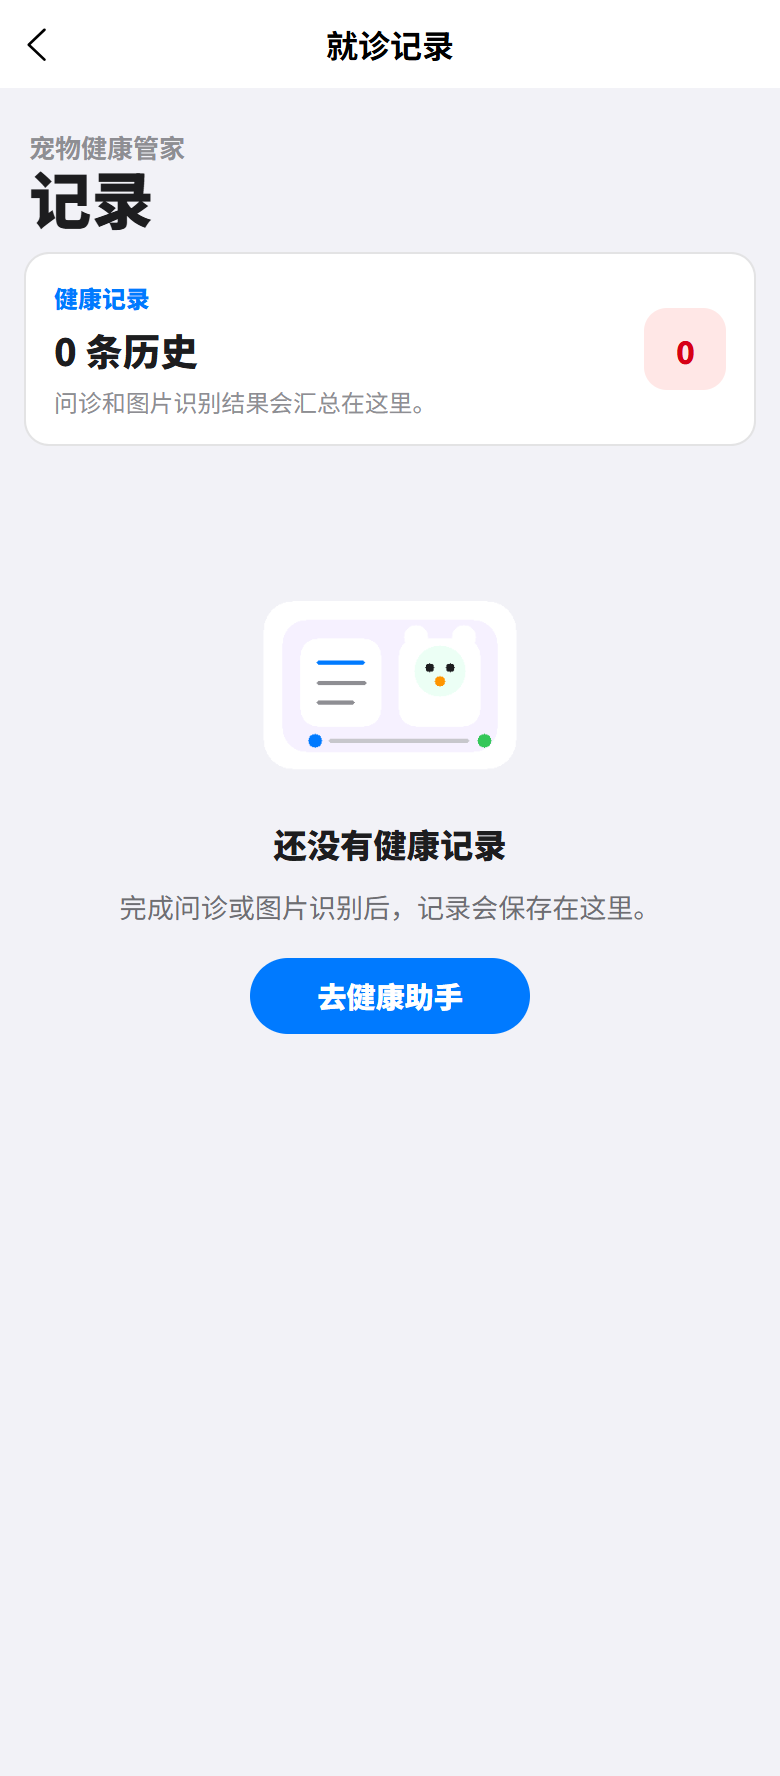 就诊记录
宠物健康管家
记录
健康记录
0 条历史
0
问诊和图片识别结果会汇总在这里。
还没有健康记录
完成问诊或图片识别后，记录会保存在这里。
去健康助手